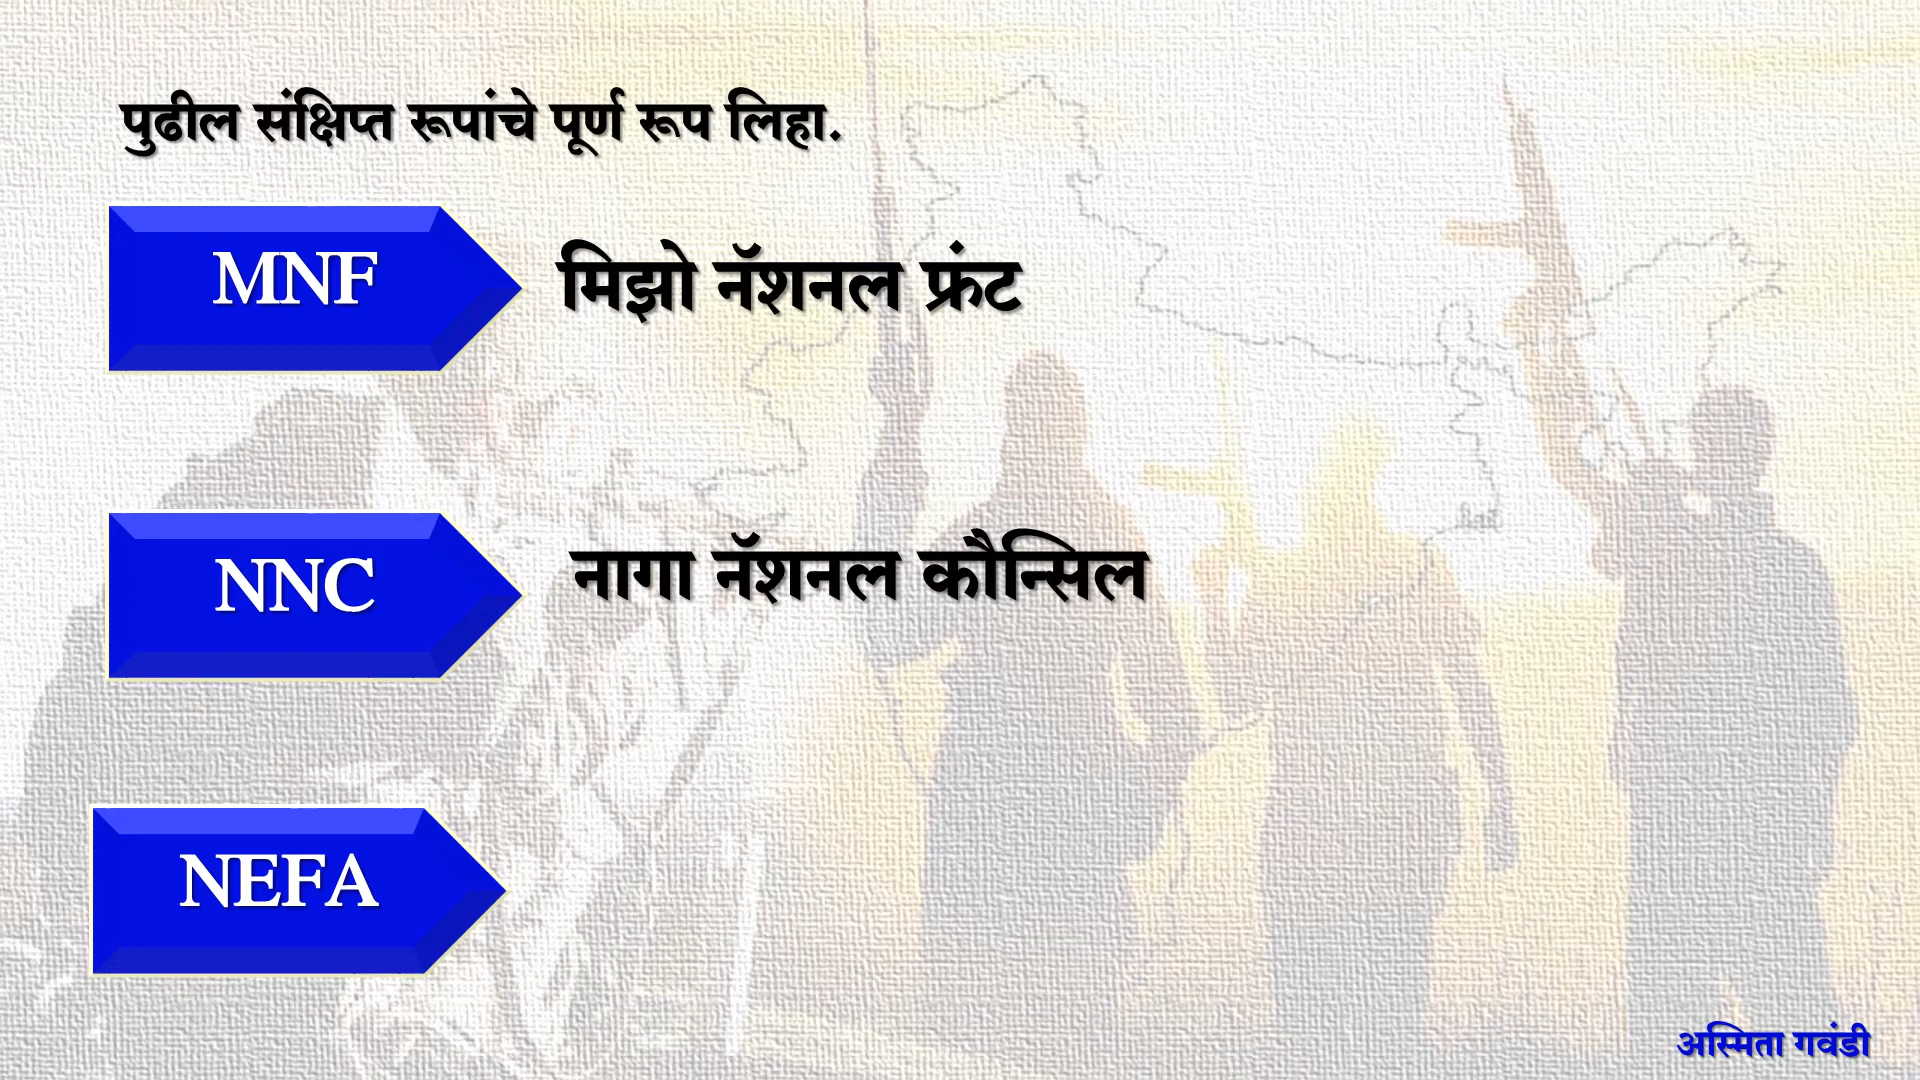 पुढील संक्षिप्त रूपांचे पूर्ण रूप लिहा.
MNF
मिझो नॅशनल फ्रंट
NNC
नागा नॅशनल कौन्सिल
NEFA
अस्मिता गवंडी